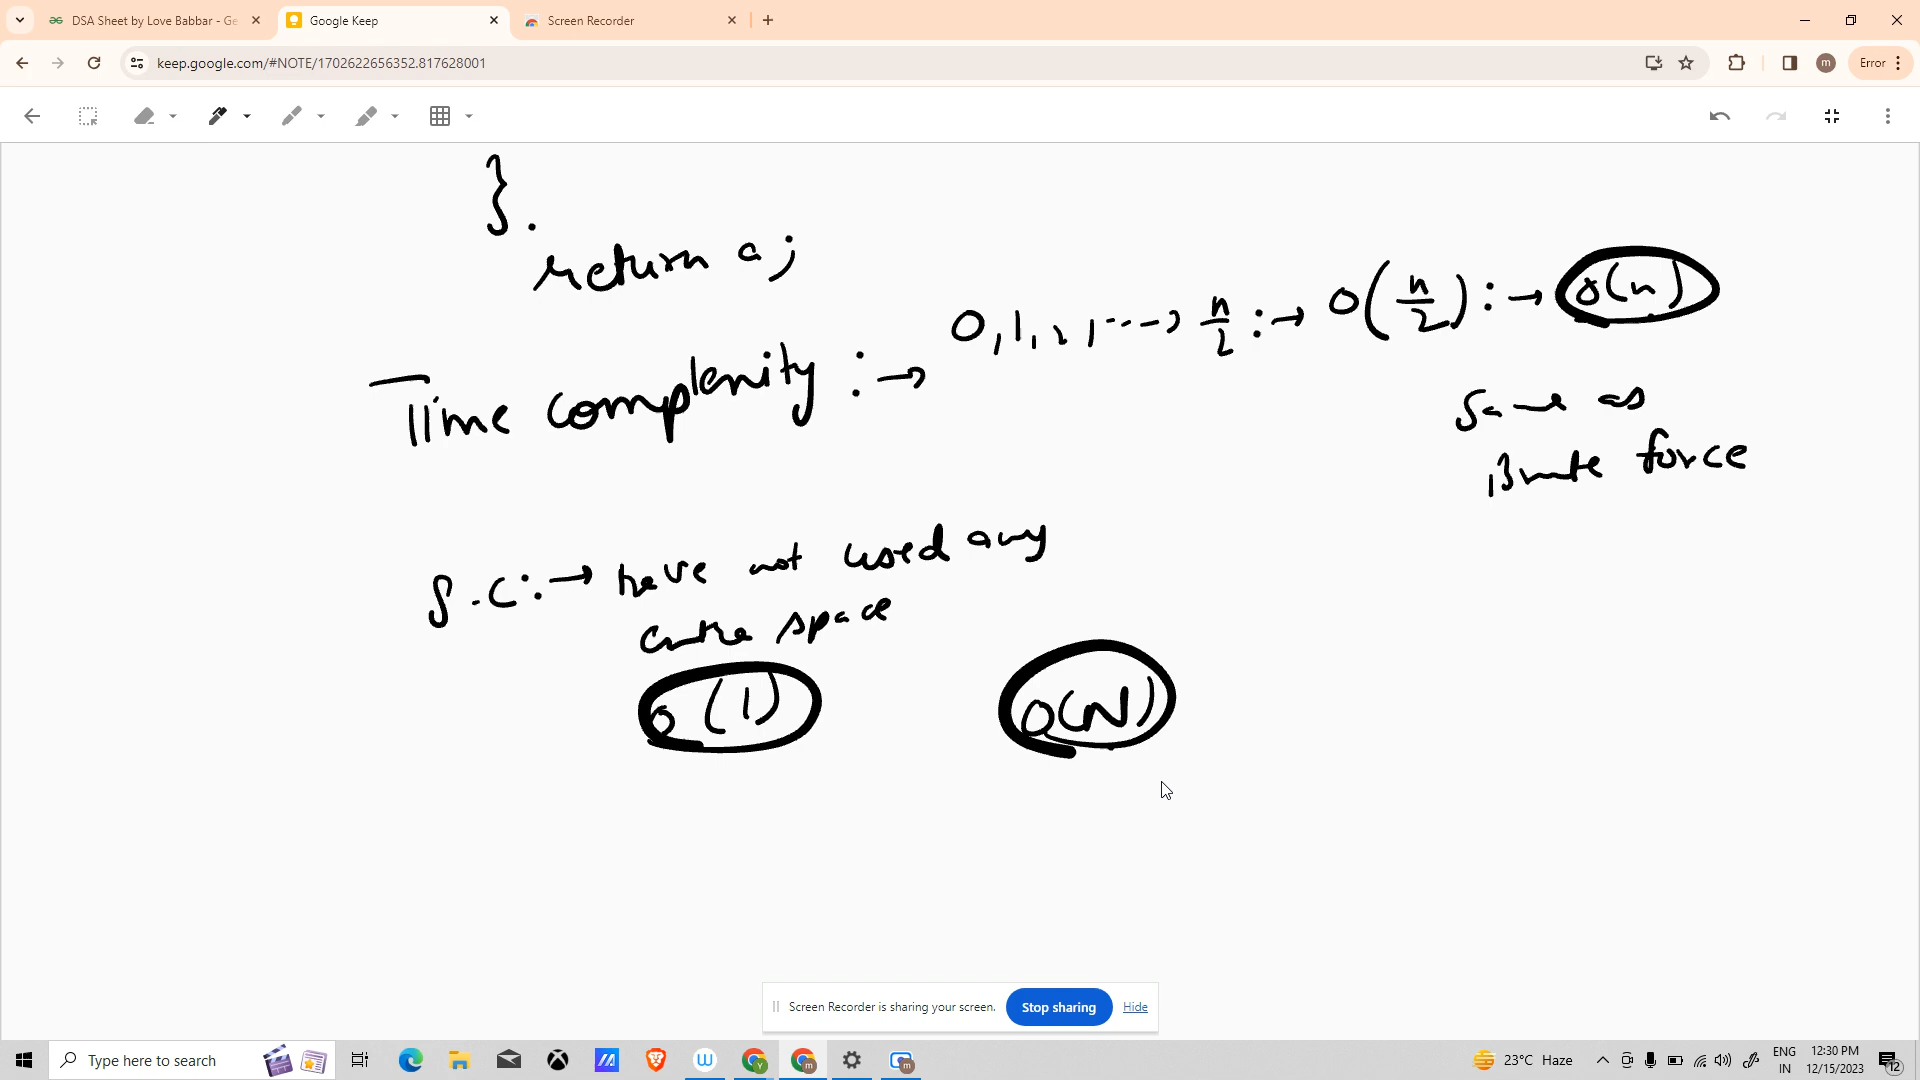 DSA Sheet by Love Babbar - Ge
Google Keep
Screen Recorder
keep.google.com/#NOTE/1702622656352.817628001
m
Error
}.
return a;
Time complexity :→ 0,1,2,...→ n/2 :→ O(n/2) :→ O(n)
Same as
Brute force
S.C:→ have not used any
extra space
O(1)
O(N)
Screen Recorder is sharing your screen.
Stop sharing
Hide
Type here to search
23°C Haze
ENG
IN
12:30 PM
12/15/2023
12